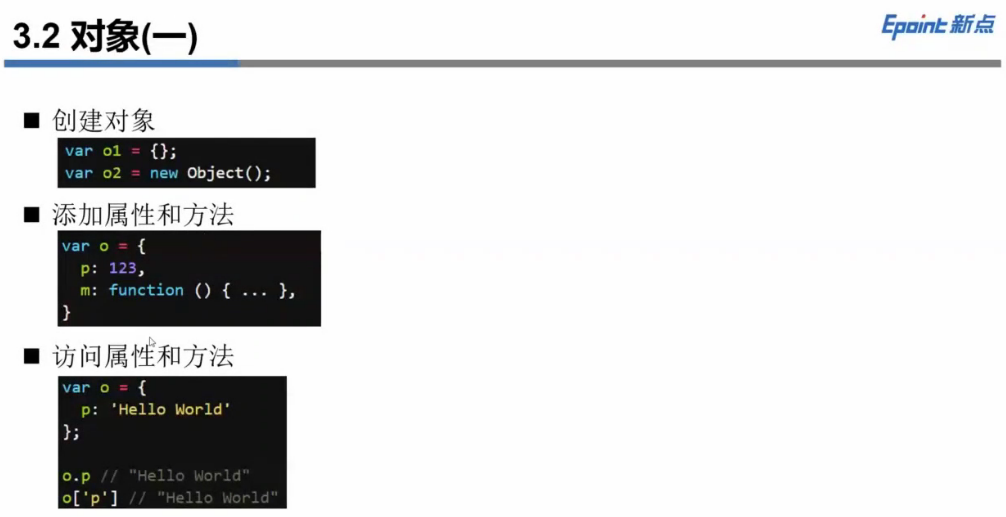 3.2 对象(一)
Epoint 新点
■ 创建对象
var o1 = {};
var o2 = new Object();
■ 添加属性和方法
var o = {
  p: 123,
  m: function () { ... },
}
■ 访问属性和方法
var o = {
  p: 'Hello World'
};
o.p // "Hello World"
o['p'] // "Hello World"